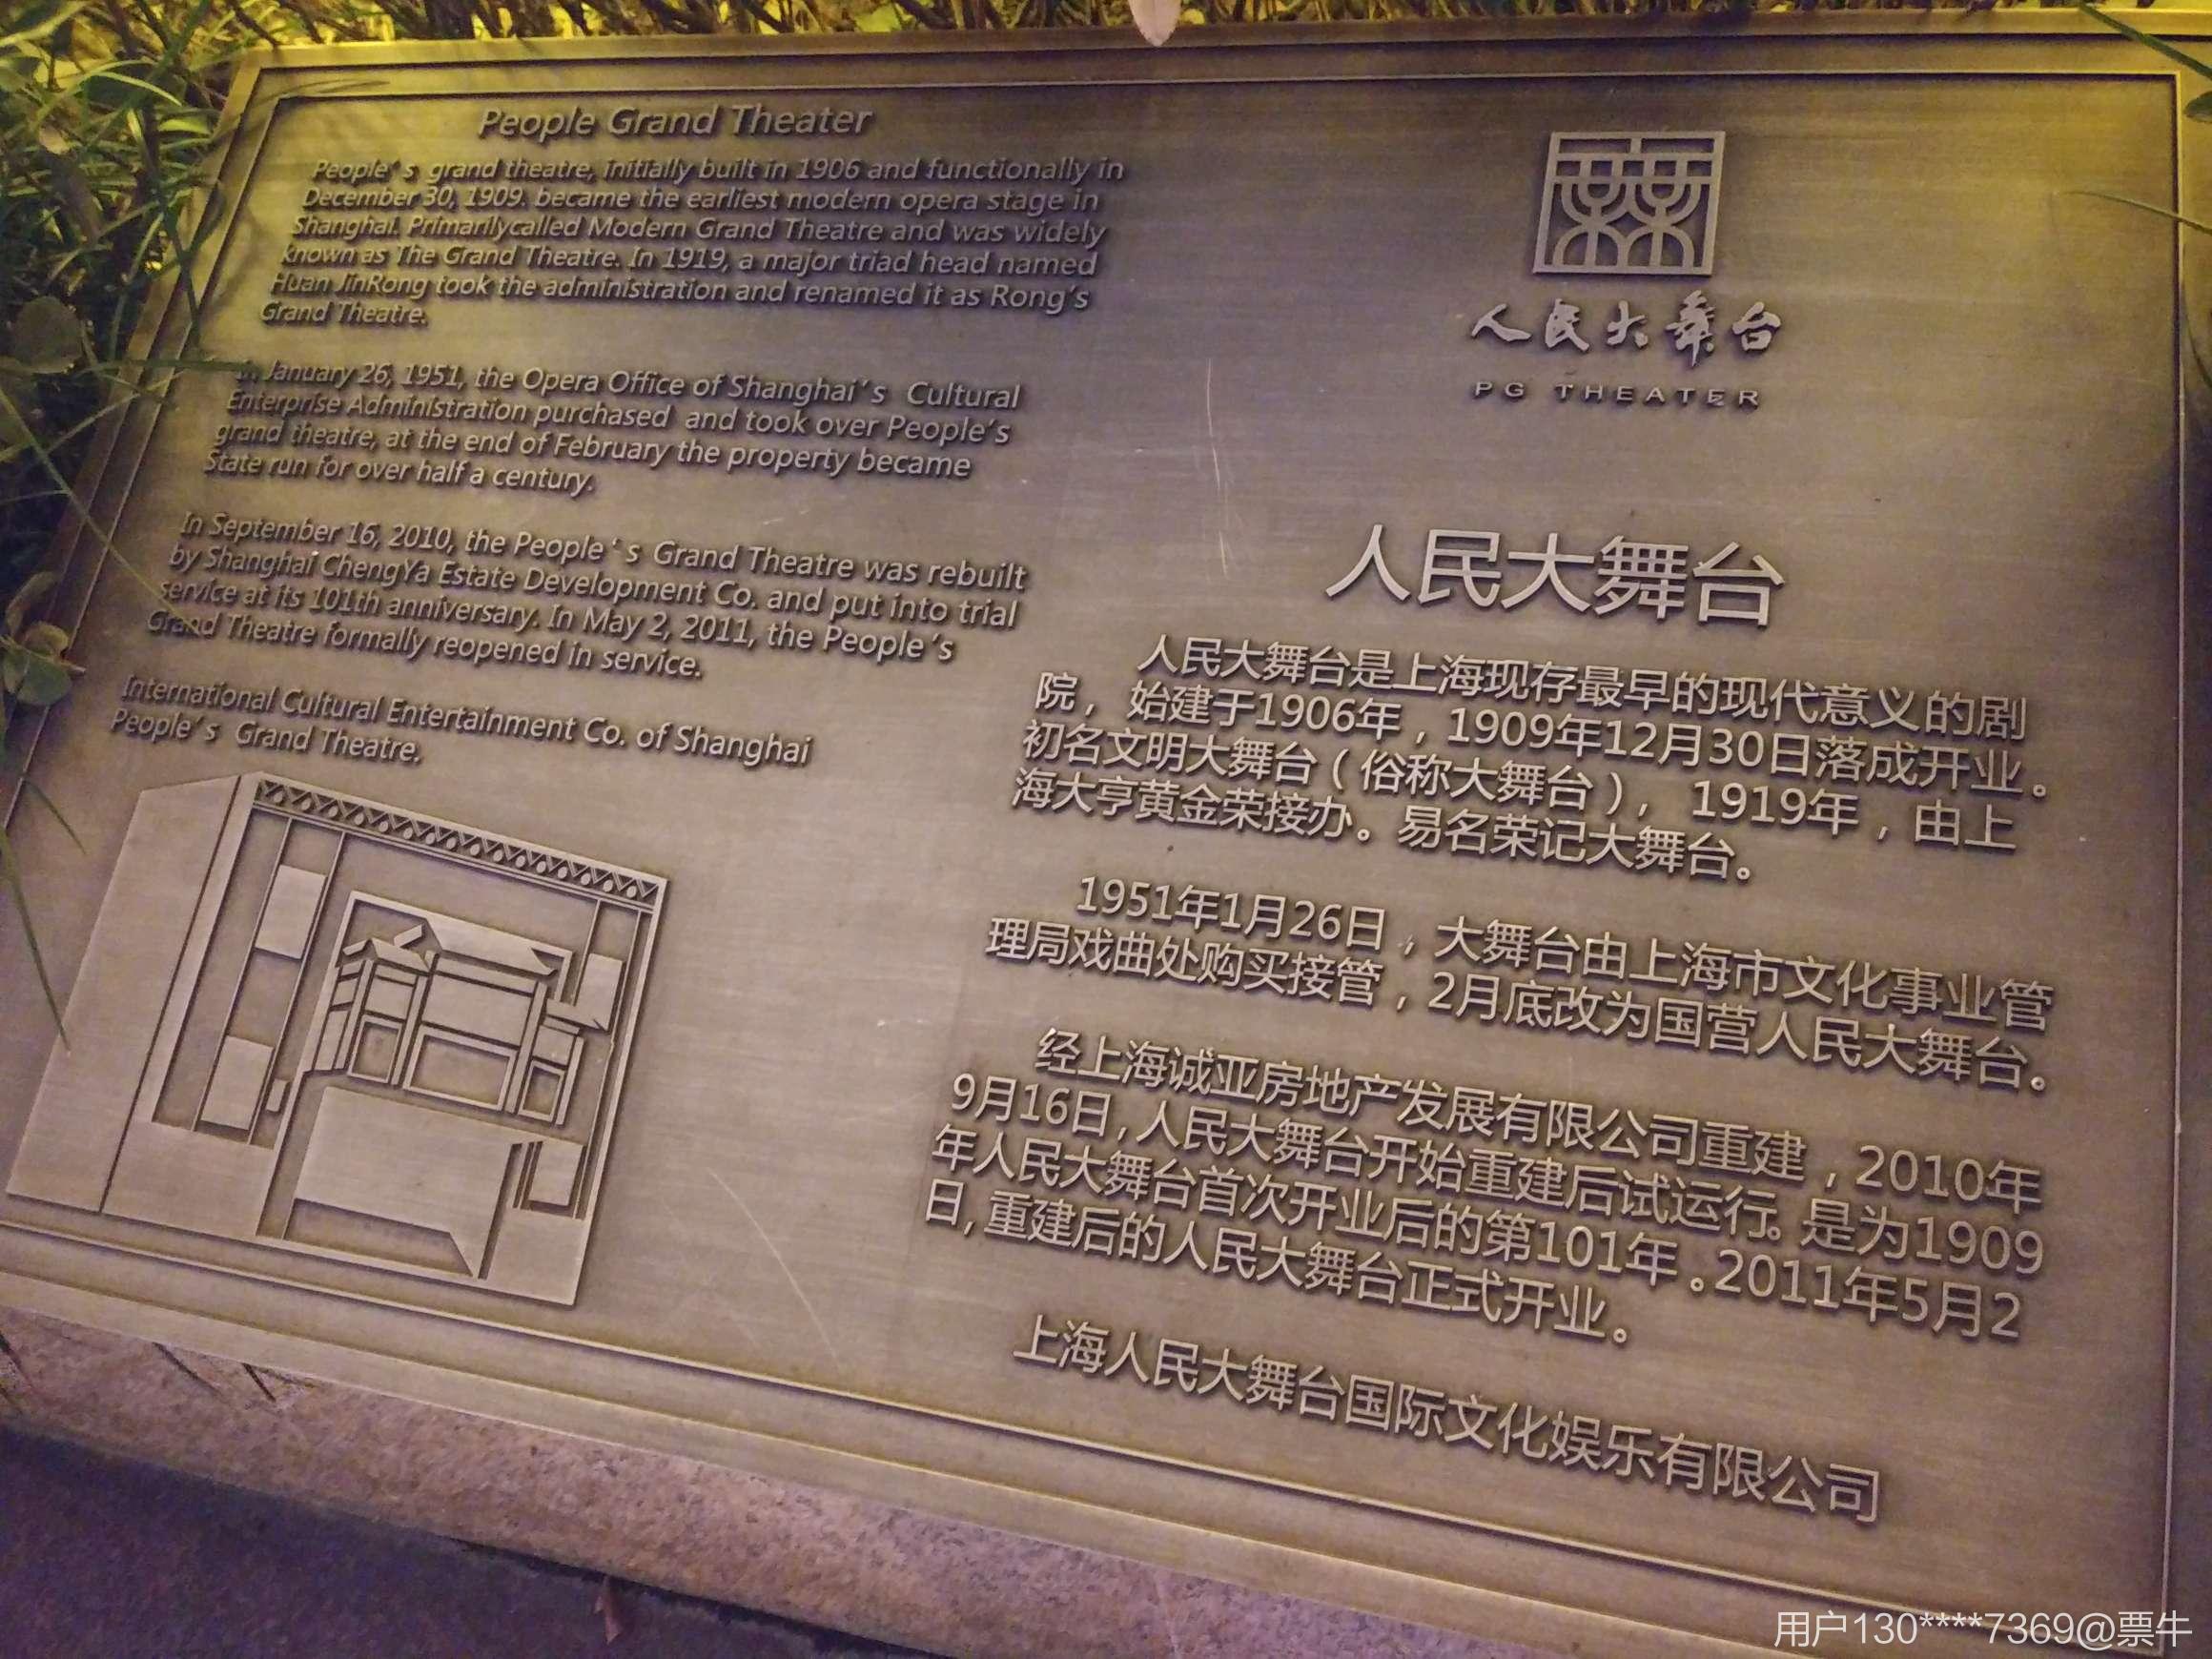 People Grand Theater
People's grand theatre, initially built in 1906 and functionally in
December 30, 1909. became the earliest modern opera stage in
Shanghai. Primarilycalled Modern Grand Theatre and was widely
known as The Grand Theatre. In 1919, a major triad head named
Huan JinRong took the administration and renamed it as Rong's
Grand Theatre.
In January 26, 1951, the Opera Office of Shanghai's Cultural
Enterprise Administration purchased and took over People's
grand theatre, at the end of February the property became
State run for over half a century.
In September 16, 2010, the People's Grand Theatre was rebuilt
by Shanghai ChengYa Estate Development Co. and put into trial
service at its 101th anniversary. In May 2, 2011, the People's
Grand Theatre formally reopened in service.
International Cultural Entertainment Co. of Shanghai
People's Grand Theatre.
人民大舞台
PG THEATER
人民大舞台
人民大舞台是上海现存最早的现代意义的剧
院，始建于1906年，1909年12月30日落成开业。
初名文明大舞台（俗称大舞台），1919年，由上
海大亨黄金荣接办。易名荣记大舞台。
1951年1月26日，大舞台由上海市文化事业管
理局戏曲处购买接管，2月底改为国营人民大舞台。
经上海诚亚房地产发展有限公司重建，2010年
9月16日,人民大舞台开始重建后试运行。是为1909
年人民大舞台首次开业后的第101年。2011年5月2
日,重建后的人民大舞台正式开业。
上海人民大舞台国际文化娱乐有限公司
用户130****7369@票牛